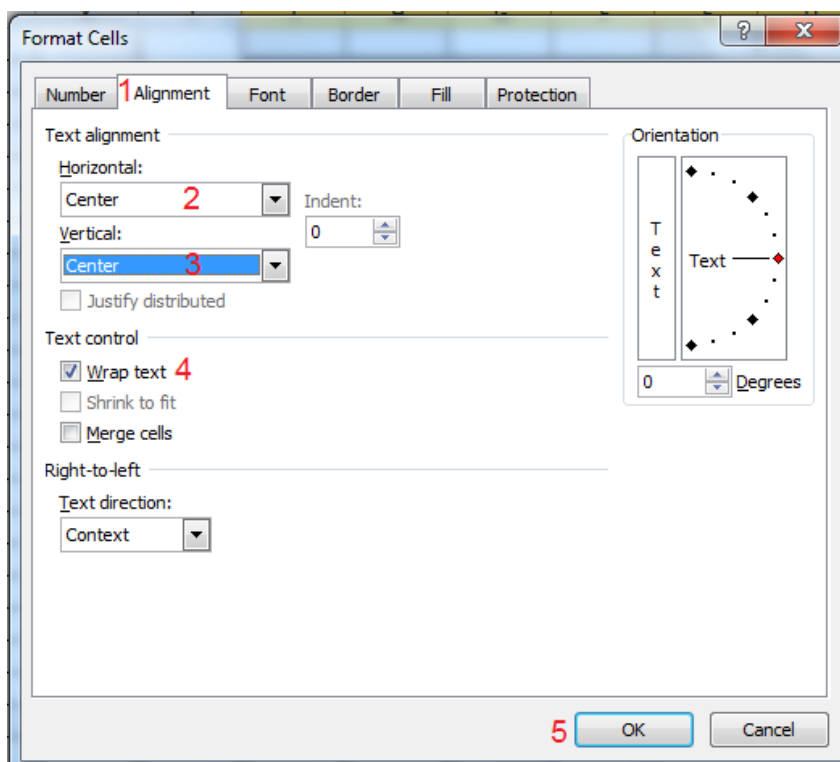 Format Cells
Number 1 Alignment Font Border Fill Protection
Text alignment
Horizontal:
Center 2
Indent:
0
Vertical:
Center 3
Justify distributed
Text control
Wrap text 4
Shrink to fit
Merge cells
Right-to-left
Text direction:
Context
Orientation
Text
Text
0 Degrees
5 OK Cancel